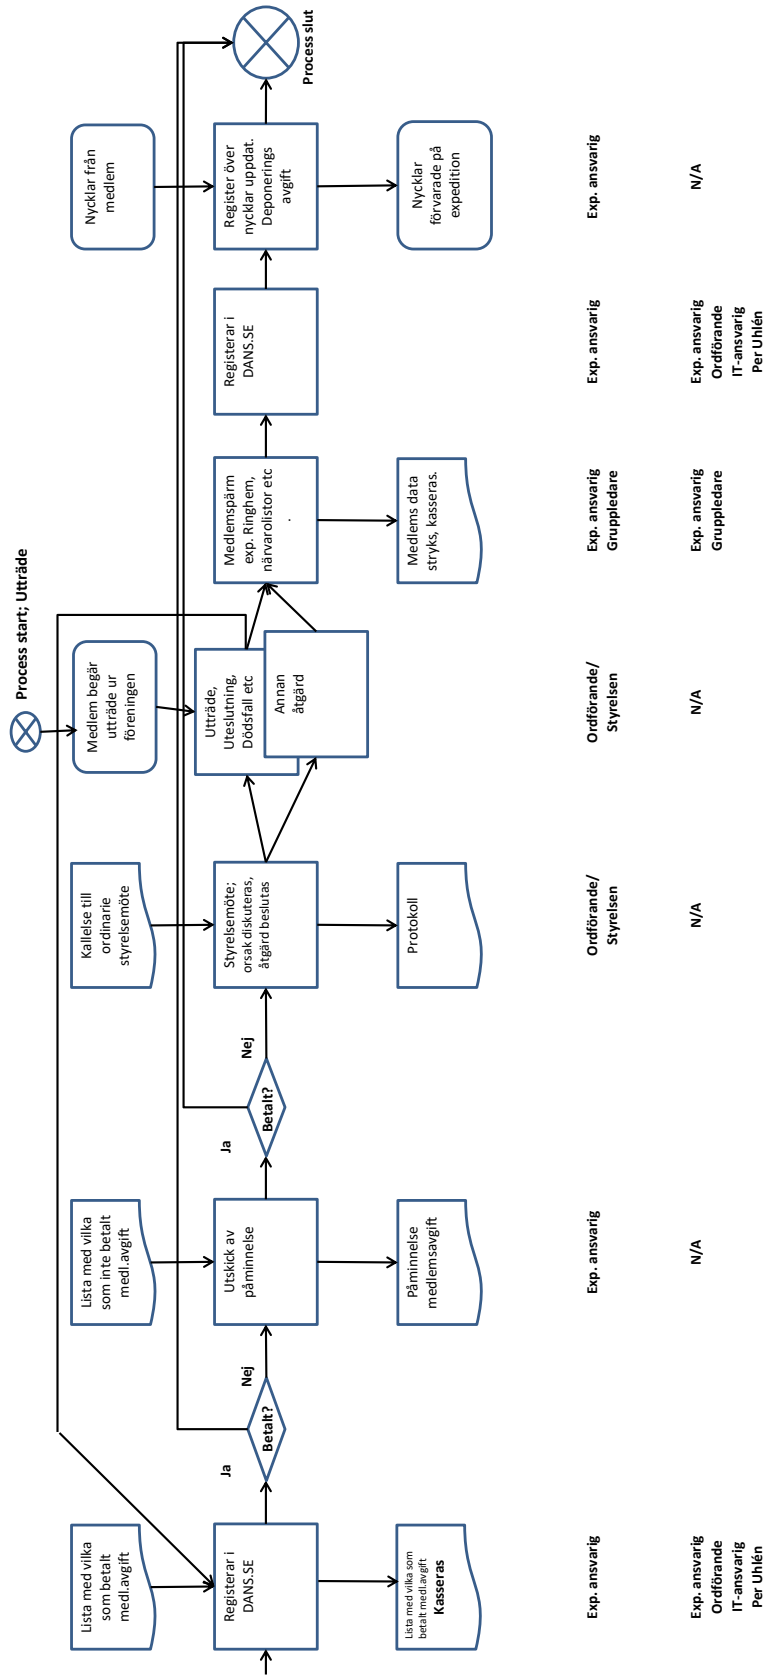 Process start; Utträde
Lista med vilka
som betalt
medl.avgift
Registerar i
DANS.SE
Lista med vilka som
betalt medl.avgift
Kasseras
Exp. ansvarig
Exp. ansvarig
Ordförande
IT-ansvarig
Per Uhlén
Betalt?
Ja
Nej
Lista med vilka
som inte betalt
medl.avgift
Utskick av
påminnelse
Påminnelse
medlemsavgift
Exp. ansvarig
N/A
Betalt?
Ja
Nej
Kallelse till
ordinarie
styrelsemöte
Styrelsemöte;
orsak diskuteras,
åtgärd beslutas
Protokoll
Ordförande/
Styrelsen
N/A
Medlem begär
utträde ur
föreningen
Utträde,
Uteslutning,
Dödsfall etc
Annan
åtgärd
Ordförande/
Styrelsen
N/A
Medlemspärm
exp. Ringhem,
närvarolistor etc
.
Medlems data
stryks, kasseras.
Exp. ansvarig
Gruppledare
Exp. ansvarig
Gruppledare
Registerar i
DANS.SE
Exp. ansvarig
Exp. ansvarig
Ordförande
IT-ansvarig
Per Uhlén
Nycklar från
medlem
Register över
nycklar uppdat.
Deponerings
avgift
Nycklar
förvarade på
expedition
Exp. ansvarig
N/A
Process slut